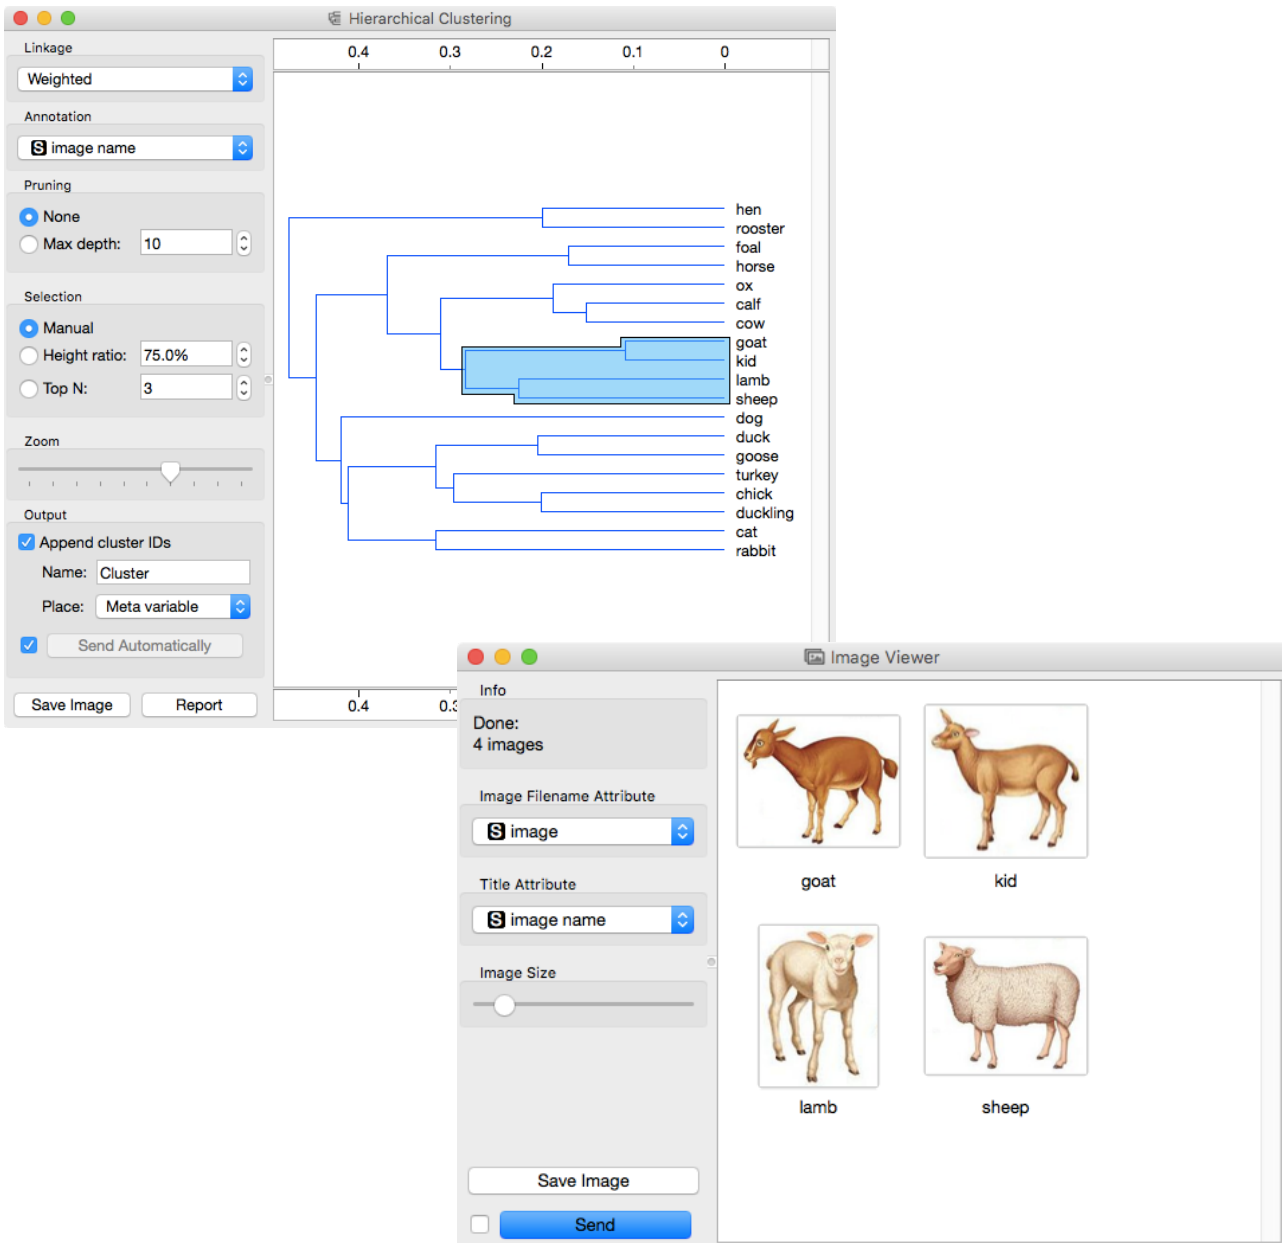 Hierarchical Clustering
Linkage
Weighted
Annotation
S image name
Pruning
None
Max depth: 10
Selection
Manual
Height ratio: 75.0%
Top N: 3
Zoom
Output
Append cluster IDs
Name: Cluster
Place: Meta variable
Send Automatically
Save Image Report
0.4 0.3 0.2 0.1 0
hen
rooster
foal
horse
ox
calf
cow
goat
kid
lamb
sheep
dog
duck
goose
turkey
chick
duckling
cat
rabbit
0.4
Image Viewer
Info
Done:
4 images
Image Filename Attribute
S image
Title Attribute
S image name
Image Size
Save Image
Send
goat kid
lamb sheep